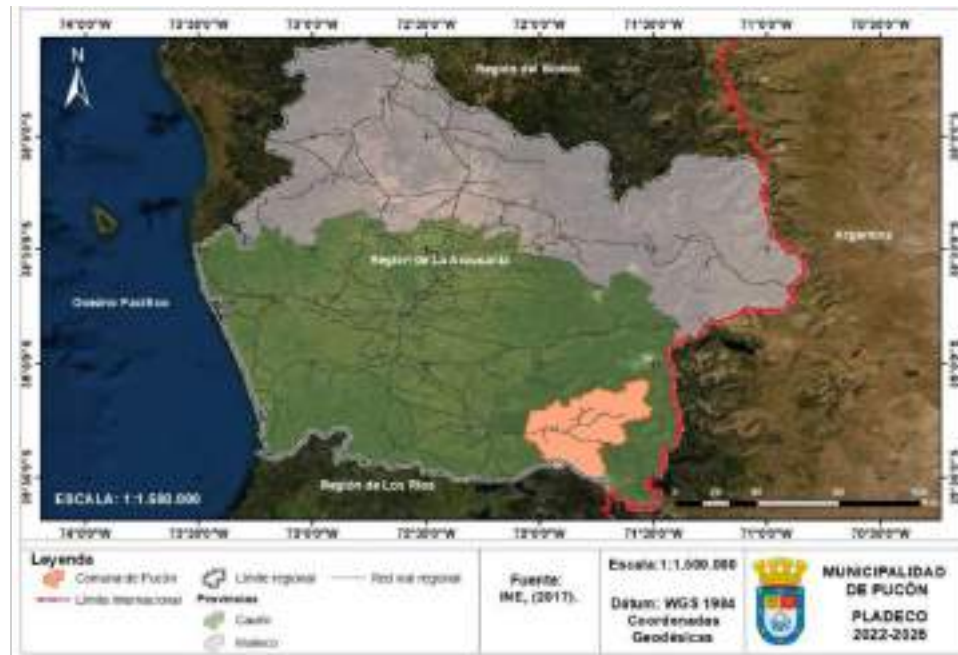 74°0'0"W 73°30'0"W 73°0'0"W 72°30'0"W 72°0'0"W 71°30'0"W 71°0'0"W 70°30'0"W
N
Región del Biobío
Argentina
Región de La Araucanía
Océano Pacífico
Región de Los Ríos
ESCALA: 1:1.500.000
74°0'0"W 73°30'0"W 73°0'0"W 72°30'0"W 72°0'0"W 71°30'0"W 71°0'0"W 70°30'0"W
Leyenda
Comuna de Pucón
Límite regional
Red vial regional
Límite Internacional
Provincias
Cautín
Malleco
Fuente:
INE, (2017).
Escala:1:1.500.000
Dátum: WGS 1984
Coordenadas
Geodésicas
MUNICIPALIDAD
DE PUCÓN
PLADECO
2022-2026